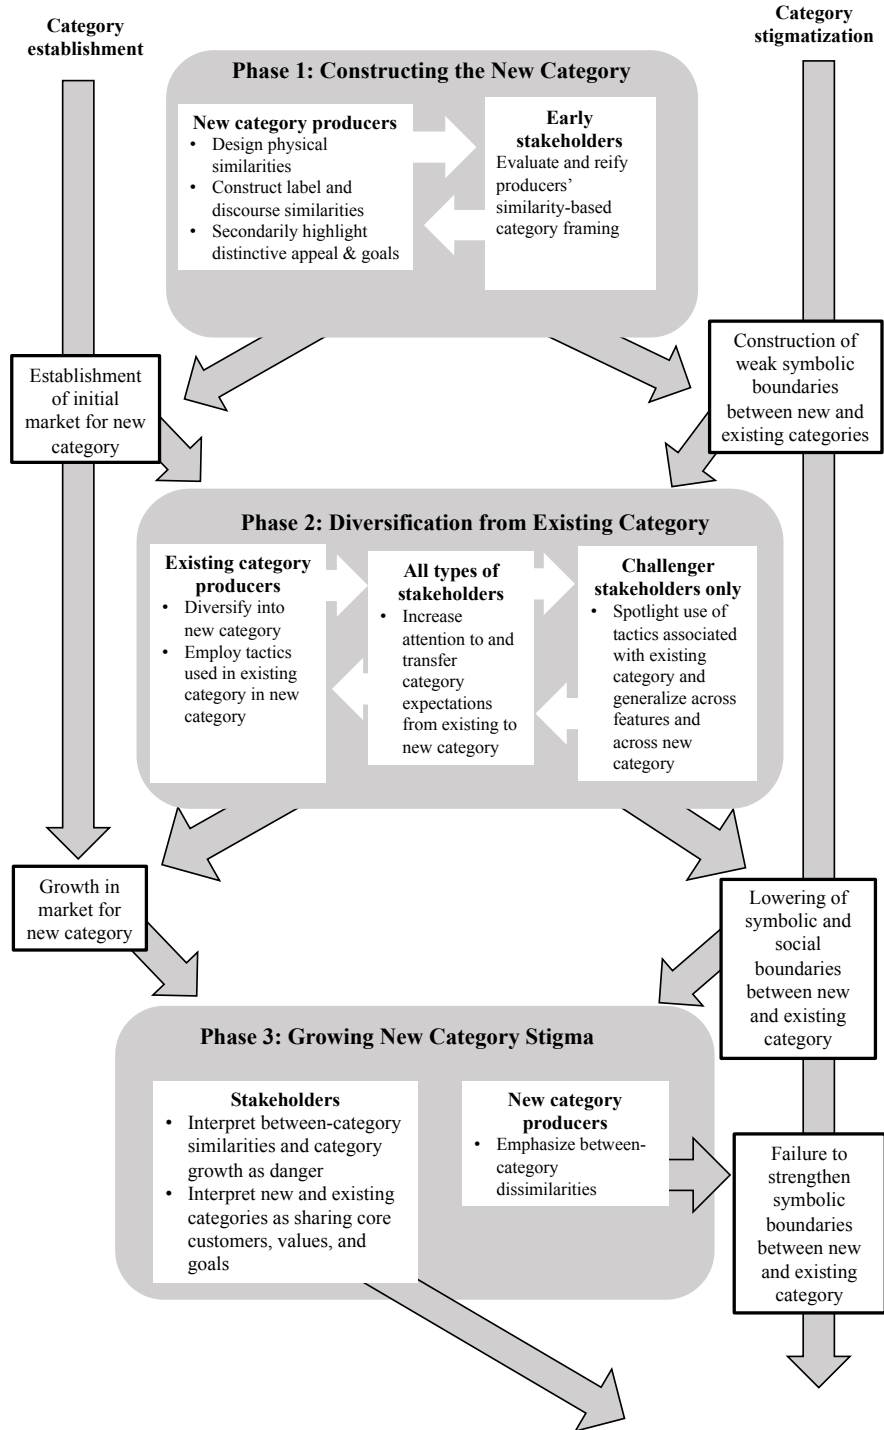 Category
establishment
Category
stigmatization
Phase 1: Constructing the New Category
New category producers
• Design physical
similarities
• Construct label and
discourse similarities
• Secondarily highlight
distinctive appeal & goals
Early
stakeholders
Evaluate and reify
producers’
similarity-based
category framing
Establishment
of initial
market for new
category
Construction of
weak symbolic
boundaries
between new and
existing categories
Phase 2: Diversification from Existing Category
Existing category
producers
• Diversify into
new category
• Employ tactics
used in existing
category in new
category
All types of
stakeholders
• Increase
attention to and
transfer
category
expectations
from existing to
new category
Challenger
stakeholders only
• Spotlight use of
tactics associated
with existing
category and
generalize across
features and
across new
category
Growth in
market for
new category
Lowering of
symbolic and
social
boundaries
between new
and existing
category
Phase 3: Growing New Category Stigma
Stakeholders
• Interpret between-category
similarities and category
growth as danger
• Interpret new and existing
categories as sharing core
customers, values, and
goals
New category
producers
• Emphasize between-
category
dissimilarities
Failure to
strengthen
symbolic
boundaries
between new
and existing
category